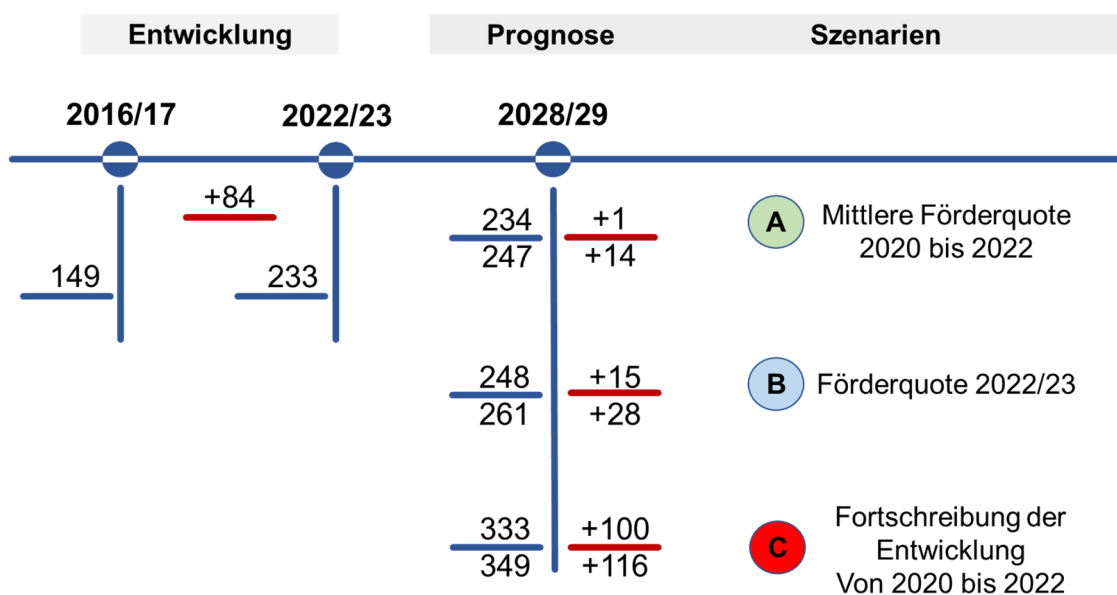 Entwicklung
Prognose
Szenarien
2016/17
2022/23
2028/29
+84
149
233
234
+1
247
+14
A
Mittlere Förderquote
2020 bis 2022
248
+15
261
+28
B
Förderquote 2022/23
333
+100
349
+116
C
Fortschreibung der
Entwicklung
Von 2020 bis 2022